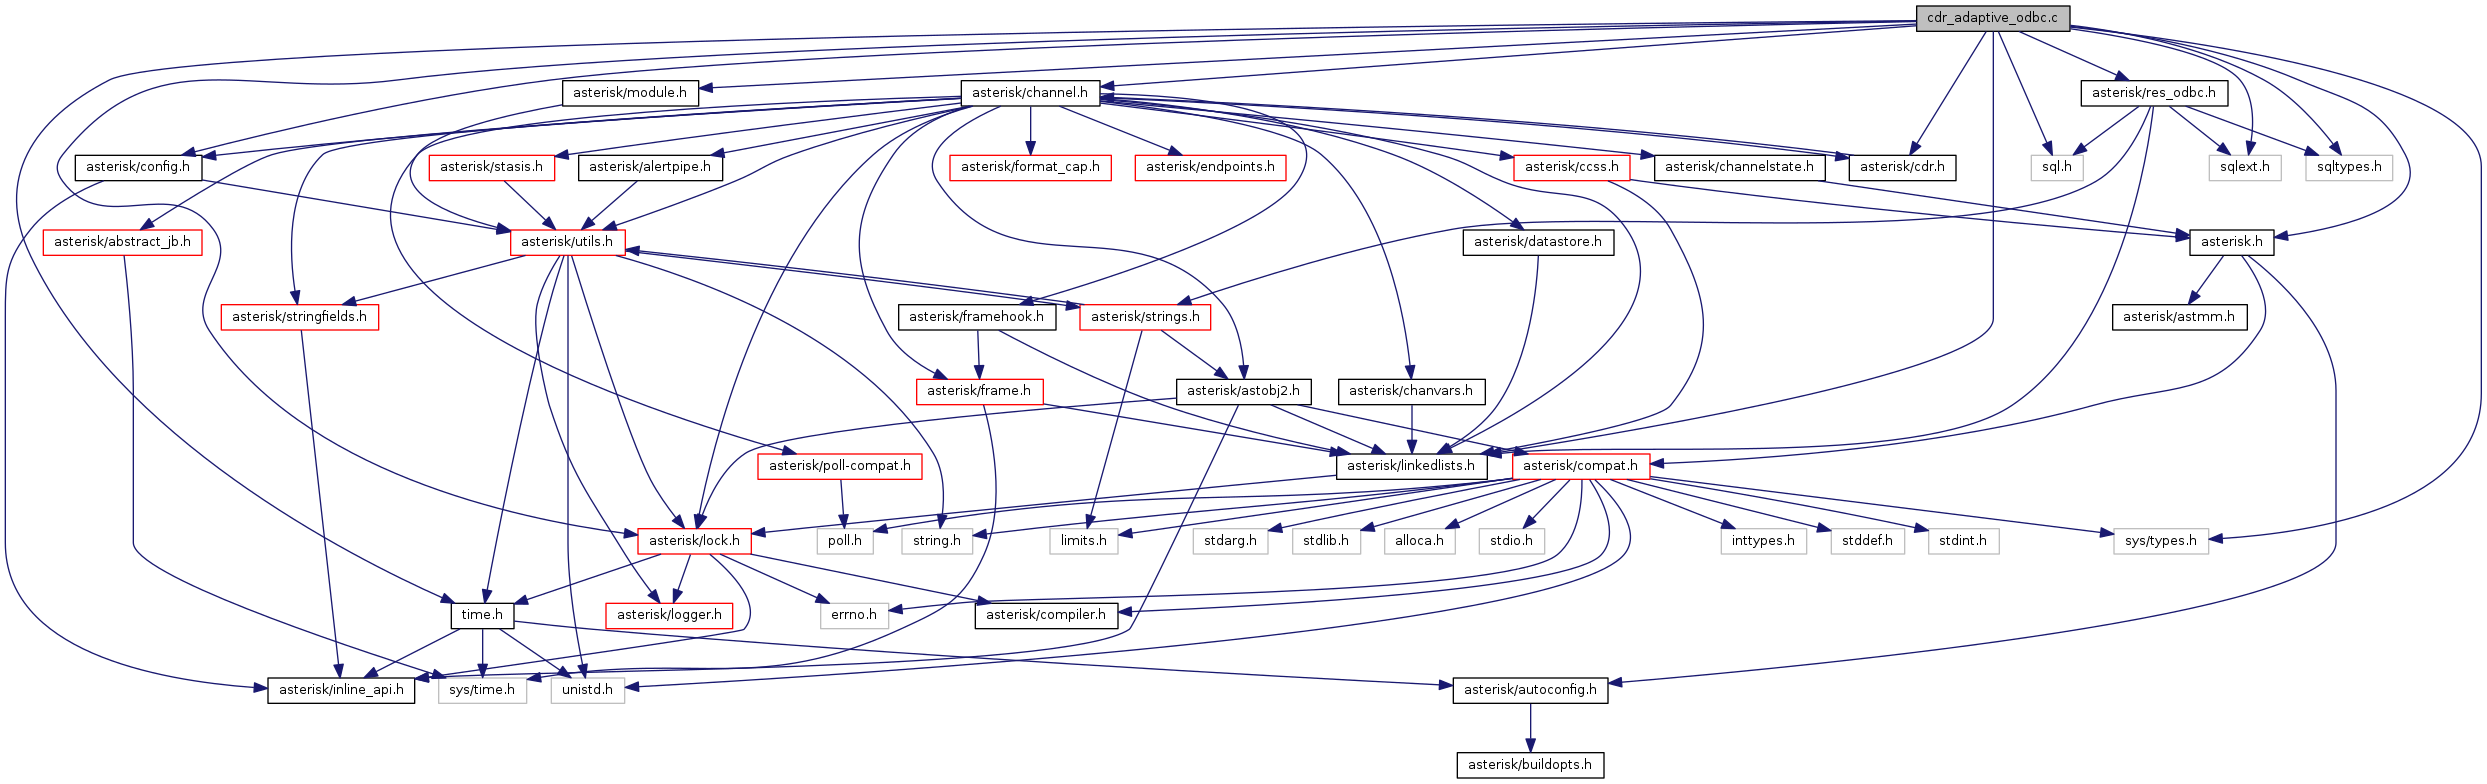 cdr_adaptive_odbc.c
asterisk/module.h
asterisk/channel.h
asterisk/res_odbc.h
asterisk/config.h
asterisk/stasis.h
asterisk/alertpipe.h
asterisk/format_cap.h
asterisk/endpoints.h
asterisk/ccss.h
asterisk/channelstate.h
asterisk/cdr.h
sql.h
sqlext.h
sqltypes.h
asterisk/abstract_jb.h
asterisk/utils.h
asterisk/datastore.h
asterisk.h
asterisk/stringfields.h
asterisk/framehook.h
asterisk/strings.h
asterisk/astmm.h
asterisk/frame.h
asterisk/astobj2.h
asterisk/chanvars.h
asterisk/poll-compat.h
asterisk/linkedlists.h
asterisk/compat.h
asterisk/lock.h
poll.h
string.h
limits.h
stdarg.h
stdlib.h
alloca.h
stdio.h
inttypes.h
stddef.h
stdint.h
sys/types.h
time.h
asterisk/logger.h
errno.h
asterisk/compiler.h
asterisk/inline_api.h
sys/time.h
unistd.h
asterisk/autoconfig.h
asterisk/buildopts.h